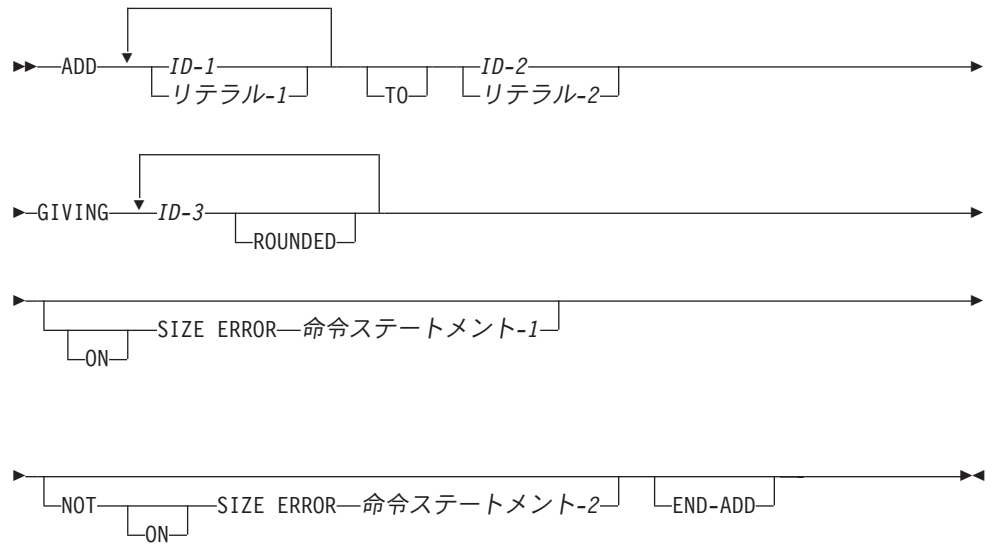 ADD ID-1 TO ID-2
リテラル-1 リテラル-2
GIVING ID-3
ROUNDED
SIZE ERROR 命令ステートメント-1
ON
NOT SIZE ERROR 命令ステートメント-2 END-ADD
ON